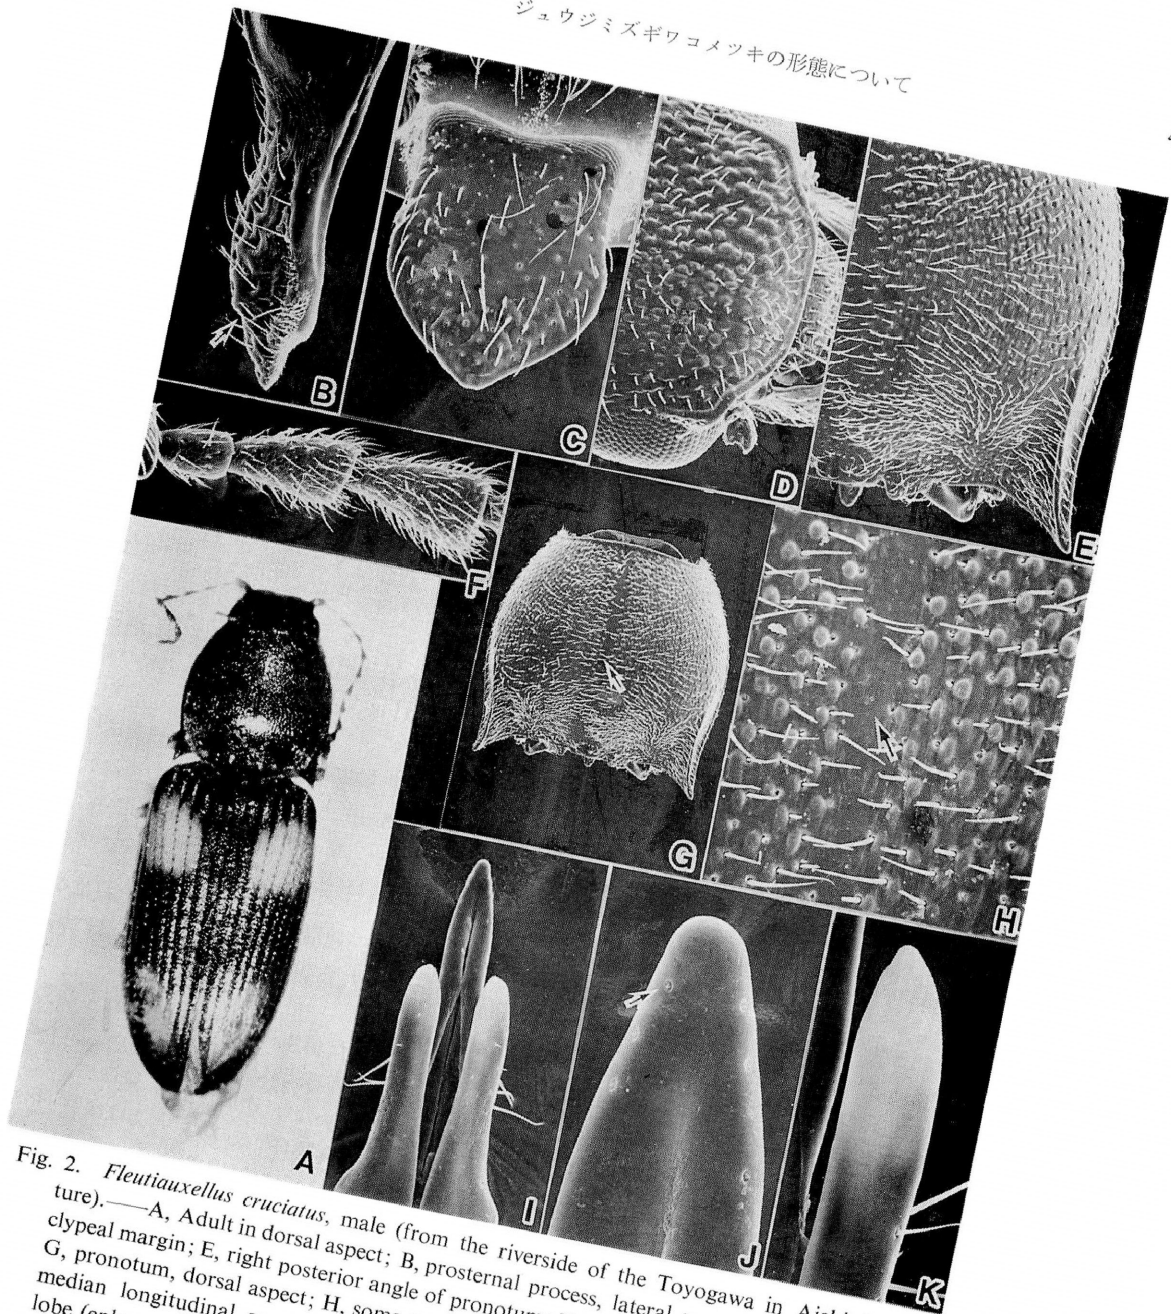 ジュウジミズギワコメツキの形態について
B
C
D
E
F
G
H
A
I
J
K
Fig. 2. Fleutiauxellus cruciatus, male (from the riverside of the Toyogawa in
ture).——A, Adult in dorsal aspect; B, prosternal process, lateral
clypeal margin; E, right posterior angle of pronotum
G, pronotum, dorsal aspect; H,
median longitudinal
lobe